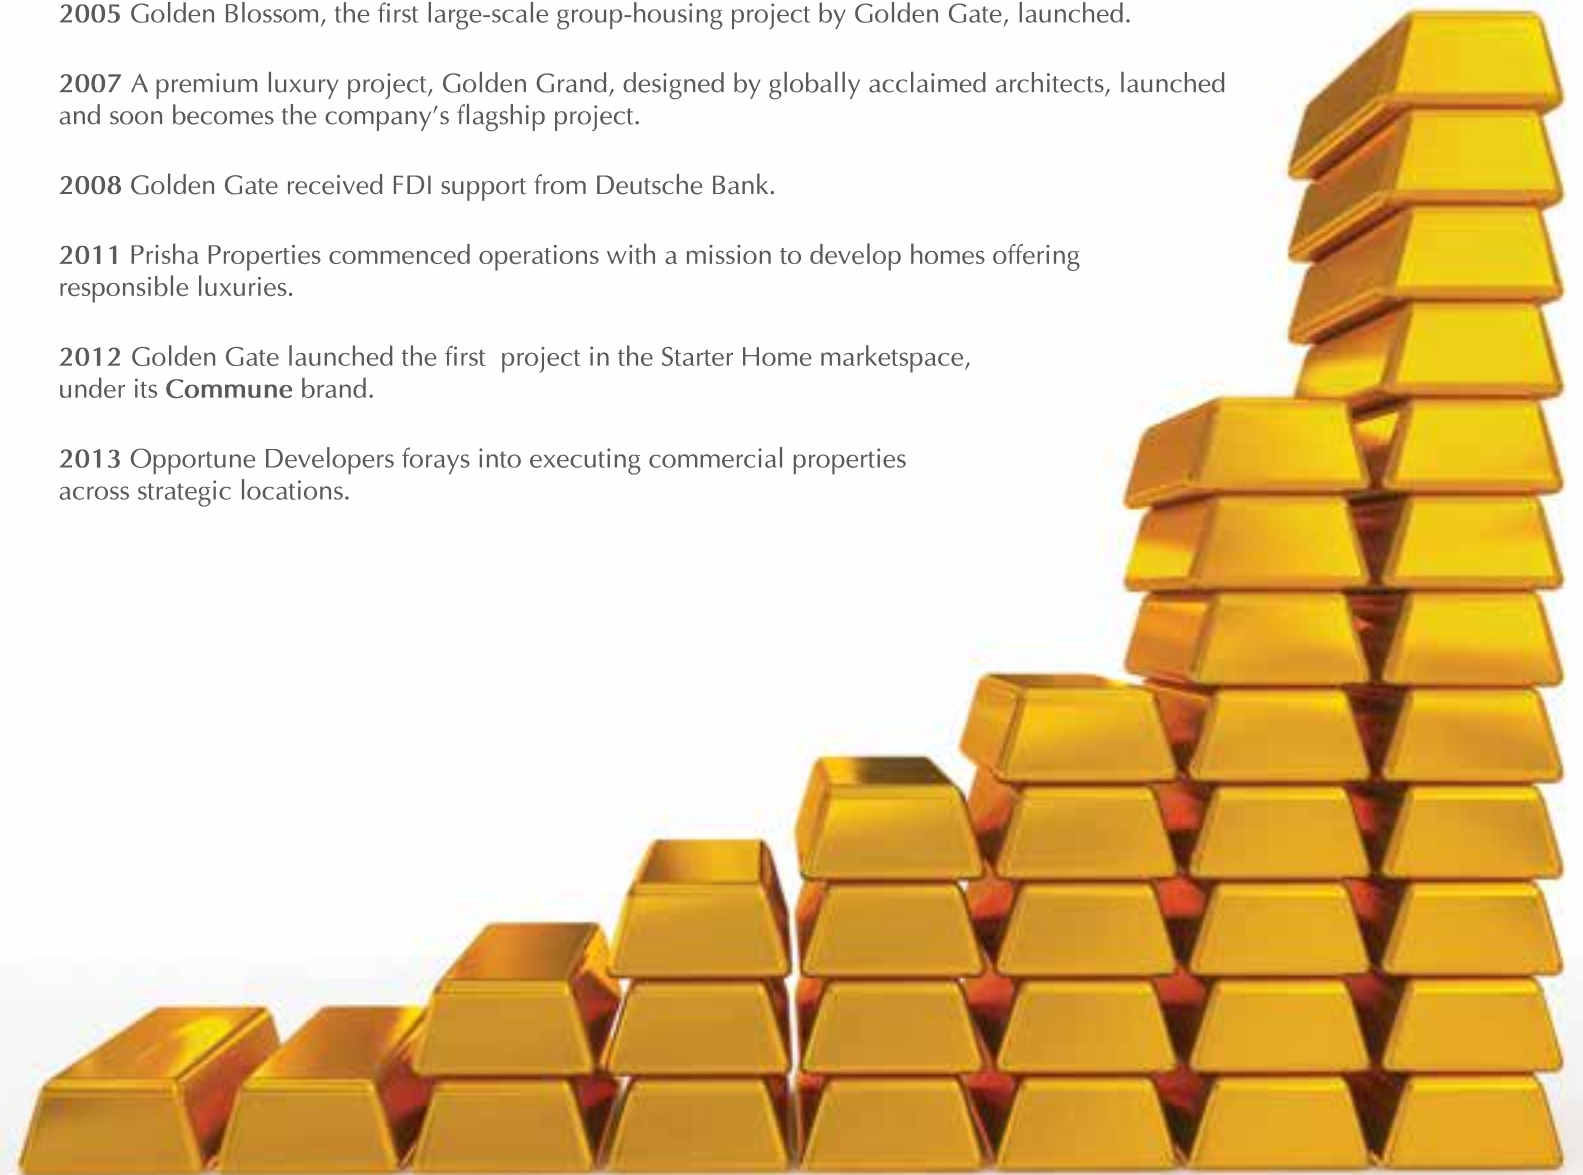 2005 Golden Blossom, the first large-scale group-housing project by Golden Gate, launched.
2007 A premium luxury project, Golden Grand, designed by globally acclaimed architects, launched
and soon becomes the company's flagship project.
2008 Golden Gate received FDI support from Deutsche Bank.
2011 Prisha Properties commenced operations with a mission to develop homes offering
responsible luxuries.
2012 Golden Gate launched the first  project in the Starter Home marketspace,
under its Commune brand.
2013 Opportune Developers forays into executing commercial properties
across strategic locations.